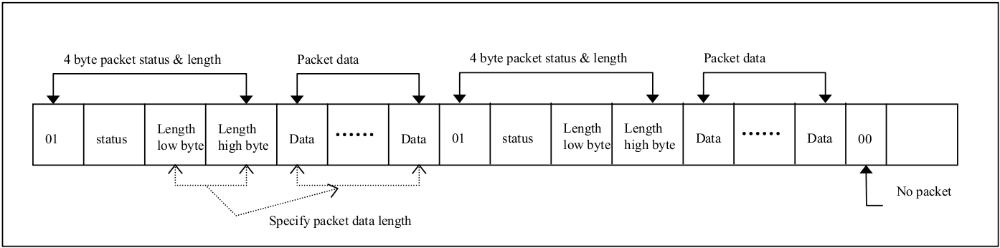 4 byte packet status & length
Packet data
4 byte packet status & length
Packet data
01
status
Length
low byte
Length
high byte
Data
••••••
Data
01
status
Length
low byte
Length
high byte
Data
••••••
Data
00
No packet
Specify packet data length